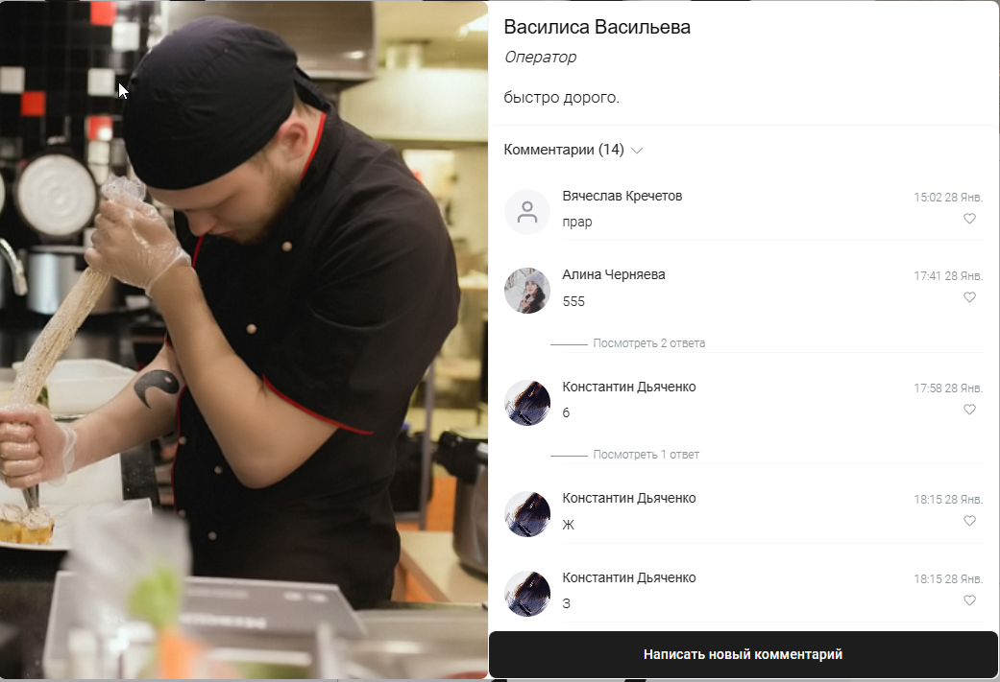 Василиса Васильева
Оператор
быстро дорого.
Комментарии (14)
Вячеслав Кречетов
15:02 28 Янв.
прар
Алина Черняева
17:41 28 Янв.
555
Посмотреть 2 ответа
Константин Дьяченко
17:58 28 Янв.
6
Посмотреть 1 ответ
Константин Дьяченко
18:15 28 Янв.
Ж
Константин Дьяченко
18:15 28 Янв.
З
Написать новый комментарий